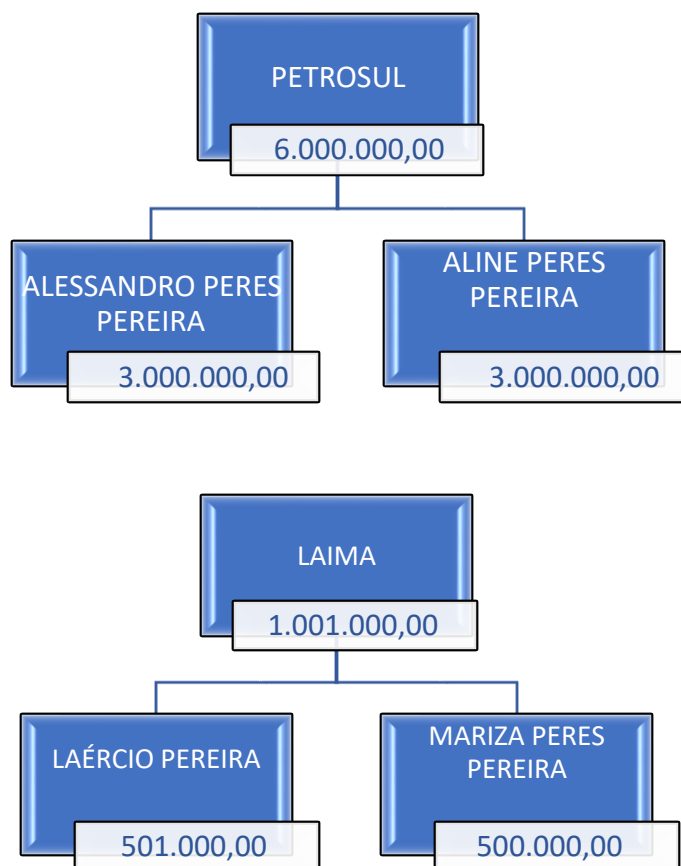 PETROSUL
6.000.000,00
ALESSANDRO PERES
PEREIRA
3.000.000,00
ALINE PERES
PEREIRA
3.000.000,00
LAIMA
1.001.000,00
LAÉRCIO PEREIRA
501.000,00
MARIZA PERES
PEREIRA
500.000,00